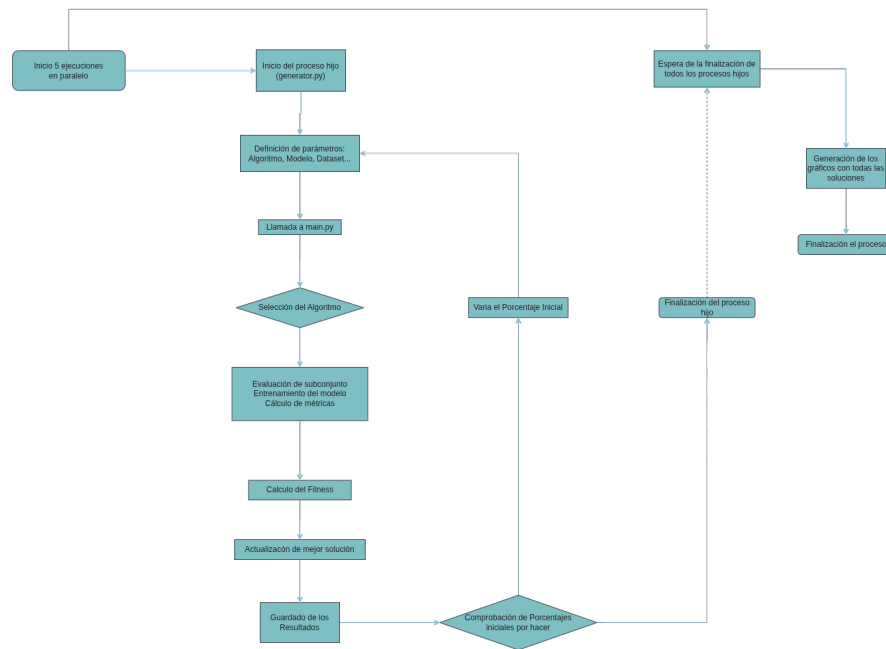 Inicio 5 ejecuciones
en paralelo
Inicio del proceso hijo
(generator.py)
Espera de la finalización de
todos los procesos hijos
Definición de parámetros:
Algoritmo, Modelo, Dataset...
Generación de los
gráficos con todas las
soluciones
Llamada a main.py
Finalización el proceso
Selección del Algoritmo
Varia el Porcentaje Inicial
Finalización del proceso
hijo
Evaluación de subconjunto
Entrenamiento del modelo
Cálculo de métricas
Calculo del Fitness
Actualizacón de mejor solución
Guardado de los
Resultados
Comprobación de Porcentajes
iniciales por hacer